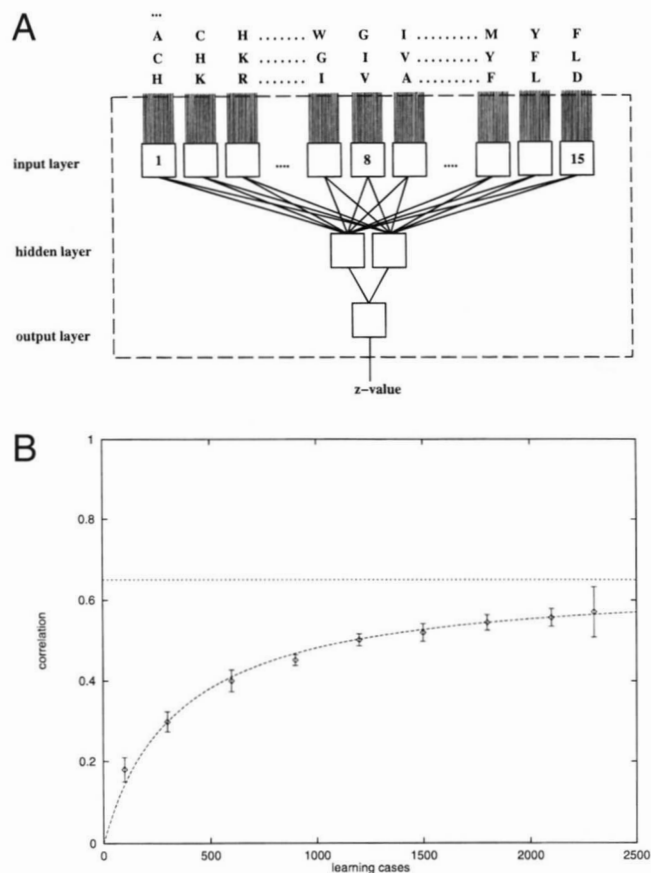 A
...
A C H ....... W G I ......... M Y F
C H K ....... G I V ......... Y F L
H K R ....... I V A ......... F L D
input layer
1 .... 8 .... 15
hidden layer
output layer
z-value
B
1
0.8
0.6
0.4
0.2
0
correlation
0 500 1000 1500 2000 2500
learning cases